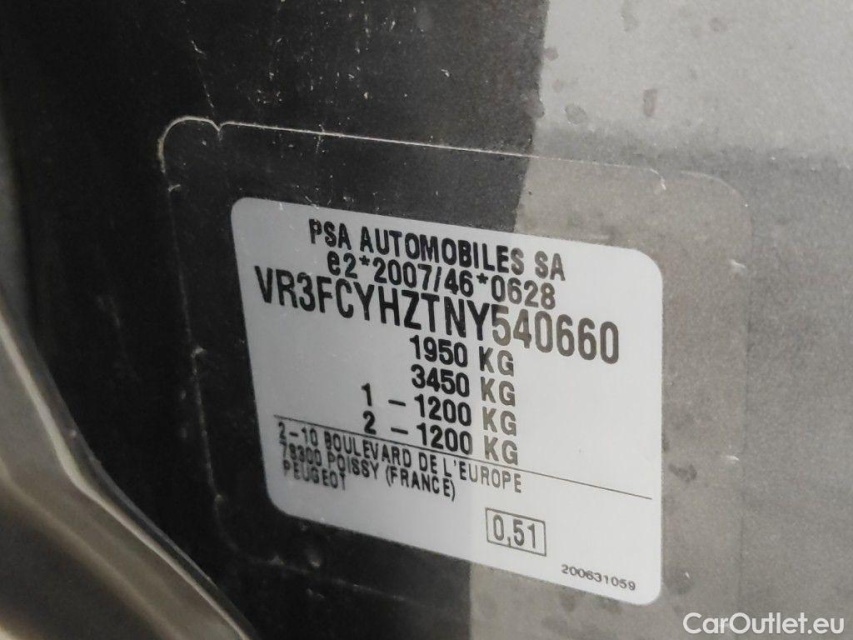 PSA AUTOMOBILES SA
e2*2007/46*0628
VR3FCYHZTNY540660
1950 KG
3450 KG
1 - 1200 KG
2 - 1200 KG
2-10 BOULEVARD DE L'EUROPE
78300 POISSY (FRANCE)
PEUGEOT
0,51
200631059
CarOutlet.eu